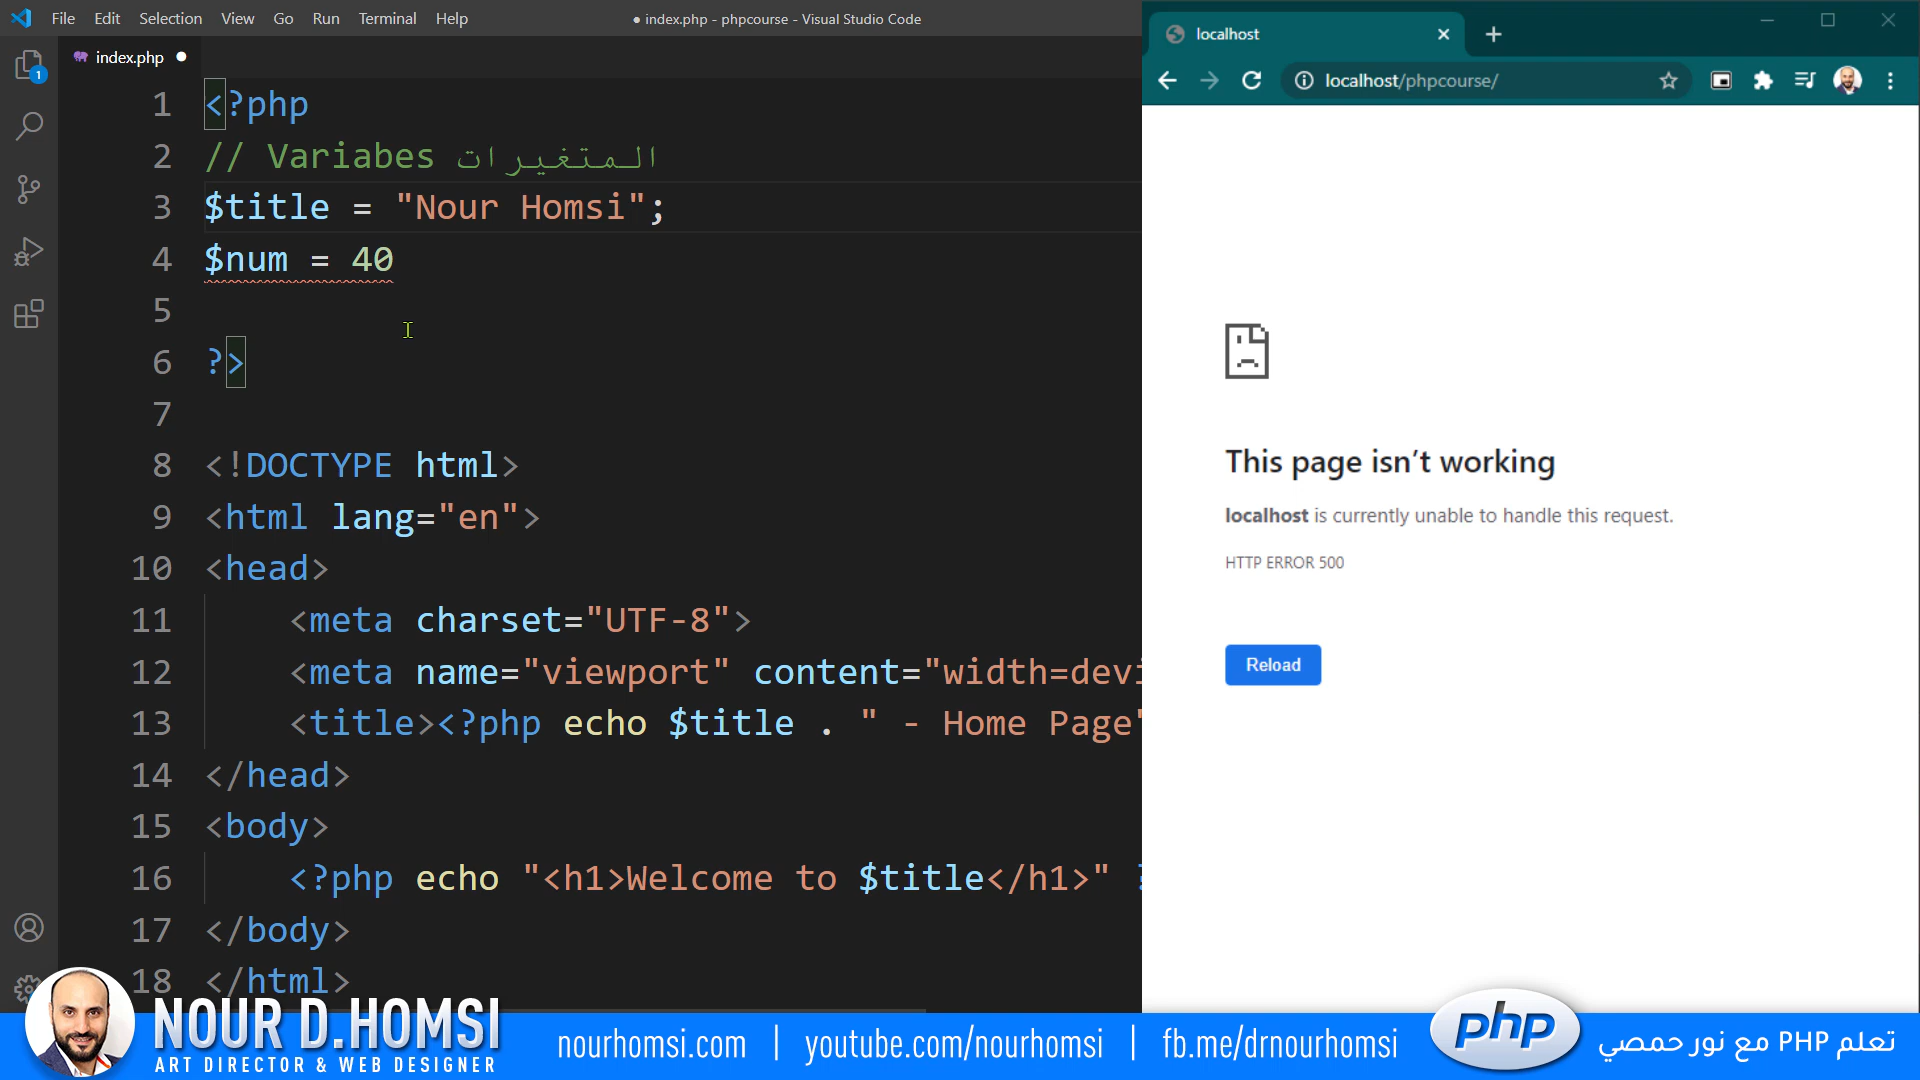 File Edit Selection View Go Run Terminal Help
● index.php - phpcourse - Visual Studio Code
1
index.php ●
1 <?php
2 // Variabes المتغيرات
3 $title = "Nour Homsi";
4 $num = 40
5
6 ?>
7
8 <!DOCTYPE html>
9 <html lang="en">
10 <head>
11 <meta charset="UTF-8">
12 <meta name="viewport" content="width=devi
13 <title><?php echo $title . " - Home Page"
14 </head>
15 <body>
16 <?php echo "<h1>Welcome to $title</h1>" ?
17 </body>
18 </html>
localhost
localhost/phpcourse/
This page isn’t working
localhost is currently unable to handle this request.
HTTP ERROR 500
Reload
NOUR D.HOMSI
ART DIRECTOR & WEB DESIGNER
nourhomsi.com | youtube.com/nourhomsi | fb.me/drnourhomsi
php
تعلم PHP مع نور حمصي